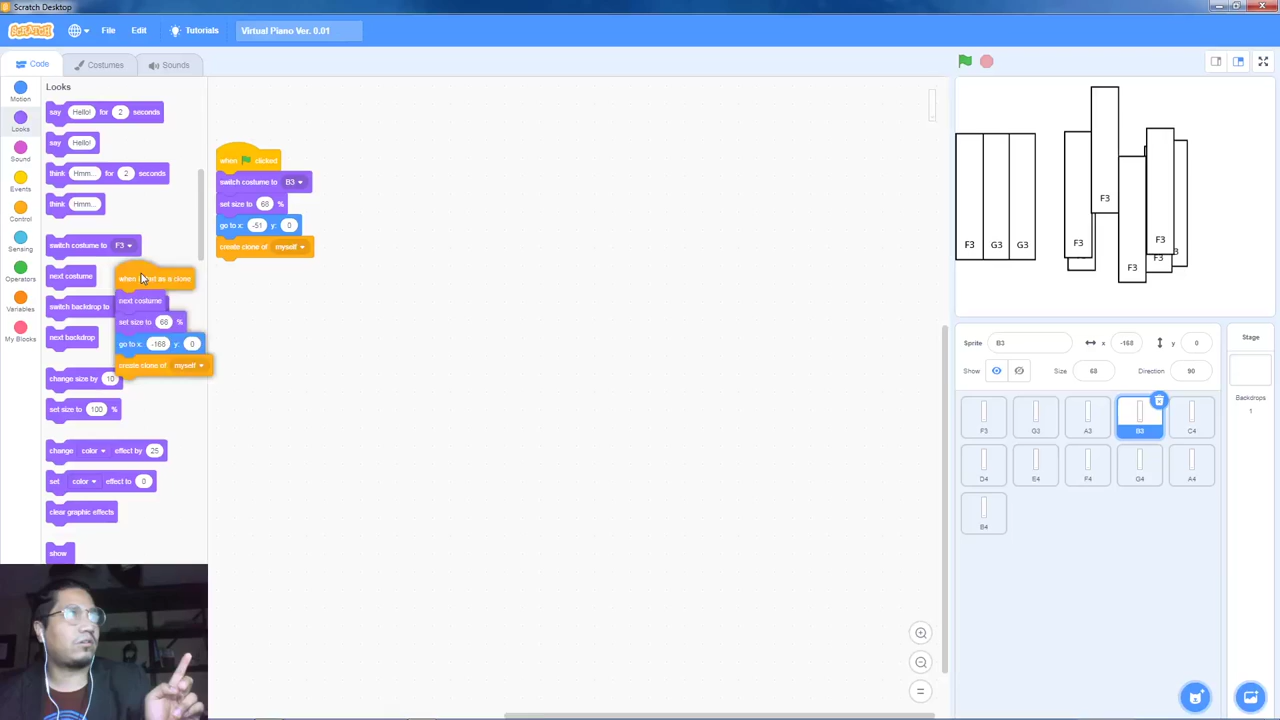 Scratch Desktop
SCRATCH File Edit Tutorials Virtual Piano Ver. 0.01
Code Costumes Sounds
Motion
Looks
Sound
Events
Control
Sensing
Operators
Variables
My Blocks
Looks
say Hello! for 2 seconds
say Hello!
think Hmm... for 2 seconds
think Hmm...
switch costume to F3
next costume
switch backdrop to
next backdrop
change size by 10
set size to 100 %
change color effect by 25
set color effect to 0
clear graphic effects
show
when I start as a clone
next costume
set size to 68 %
go to x: -168 y: 0
create clone of myself
when clicked
switch costume to B3
set size to 68 %
go to x: -51 y: 0
create clone of myself
F3 G3 G3 F3 F3 F3 F3 F3 B
Sprite B3 x -168 y 0
Show Size 68 Direction 90
F3 G3 A3 B3 C4
D4 E4 F4 G4 A4
B4
Stage
Backdrops
1